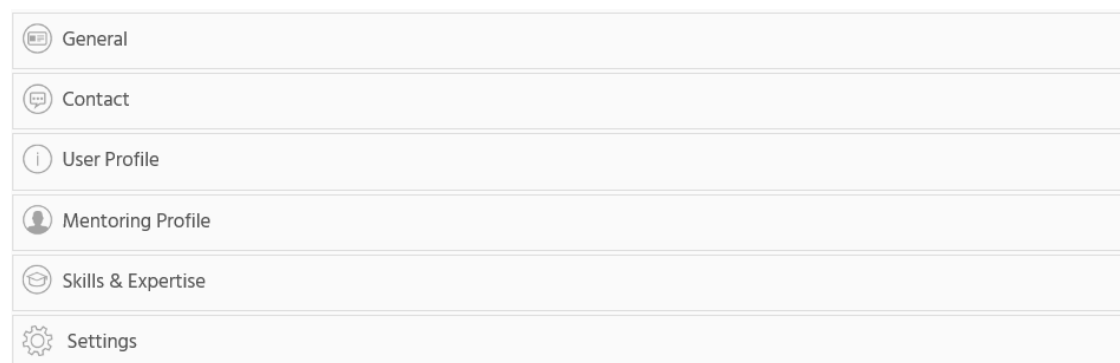 General
Contact
User Profile
Mentoring Profile
Skills & Expertise
Settings